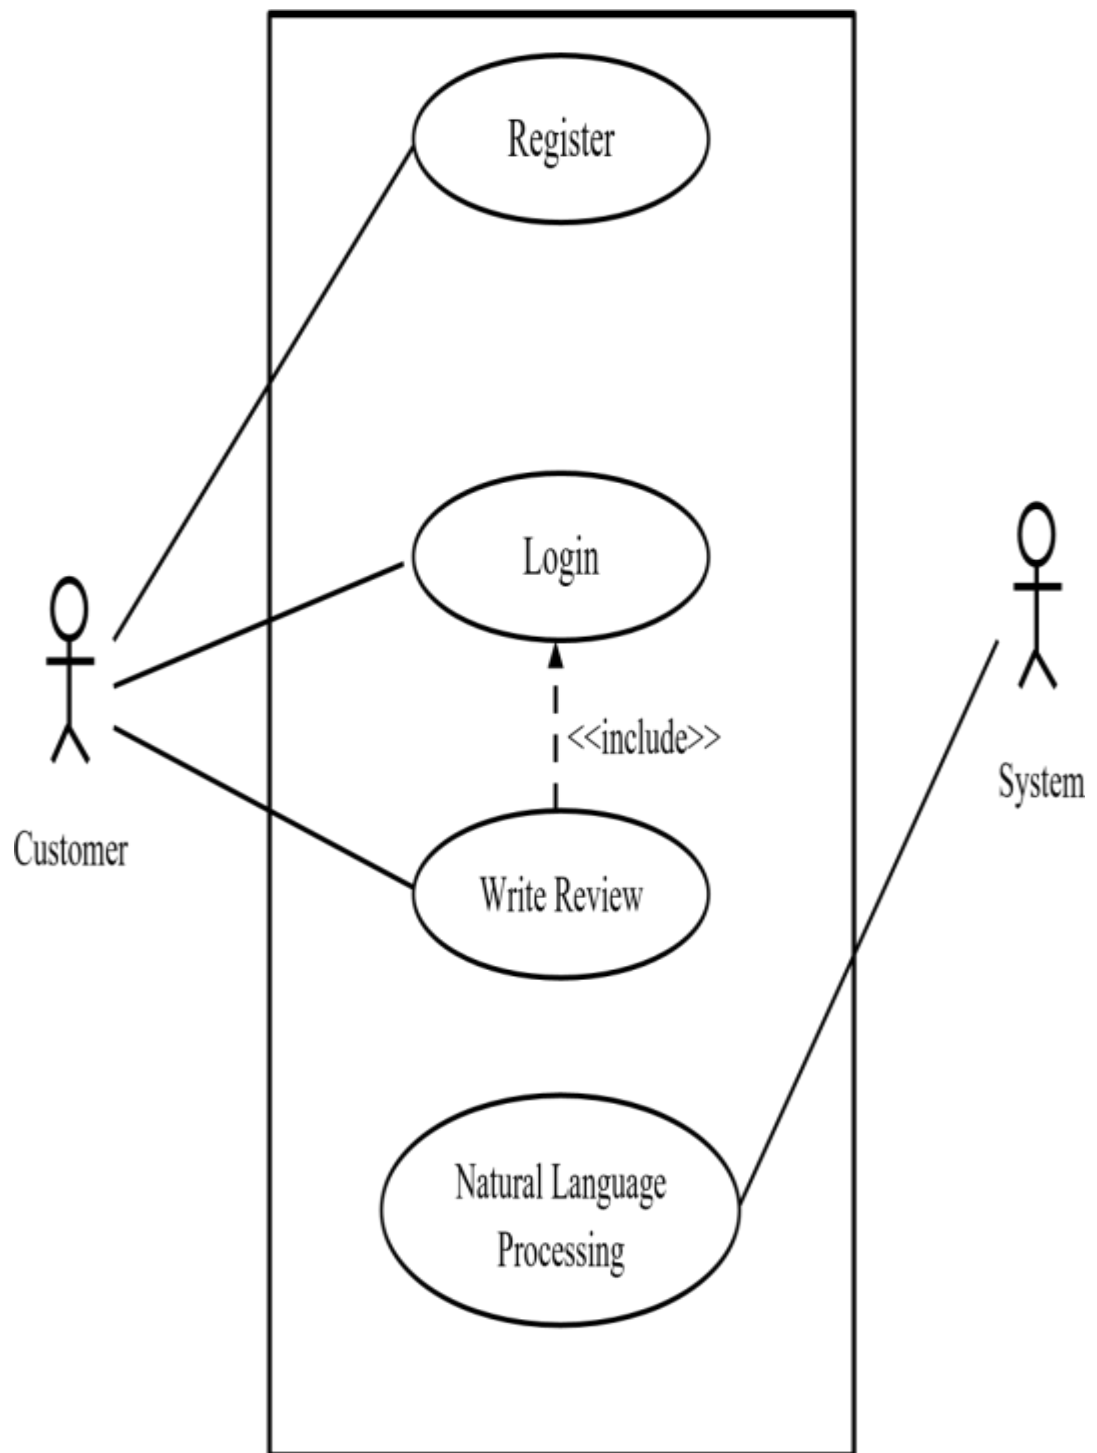 Register
Login
<<include>>
System
Customer
Write Review
Natural Language
Processing